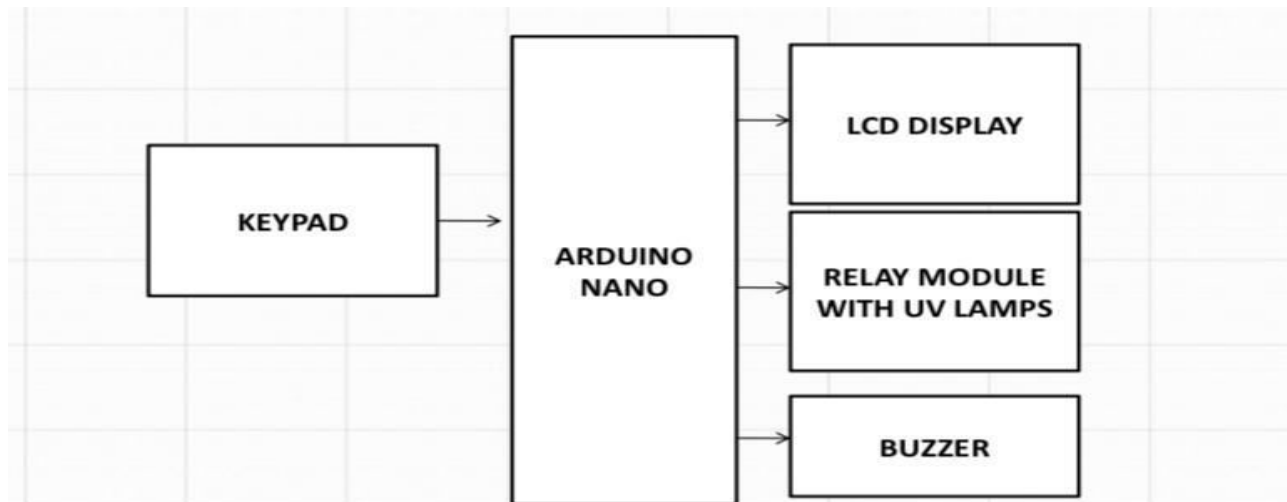 KEYPAD
ARDUINO
NANO
LCD DISPLAY
RELAY MODULE
WITH UV LAMPS
BUZZER